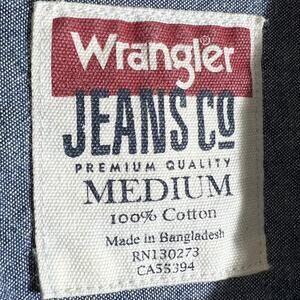 Wrangler®
JEANS CO
PREMIUM QUALITY
MEDIUM
100% Cotton
Made in Bangladesh
RN130273
CA55394